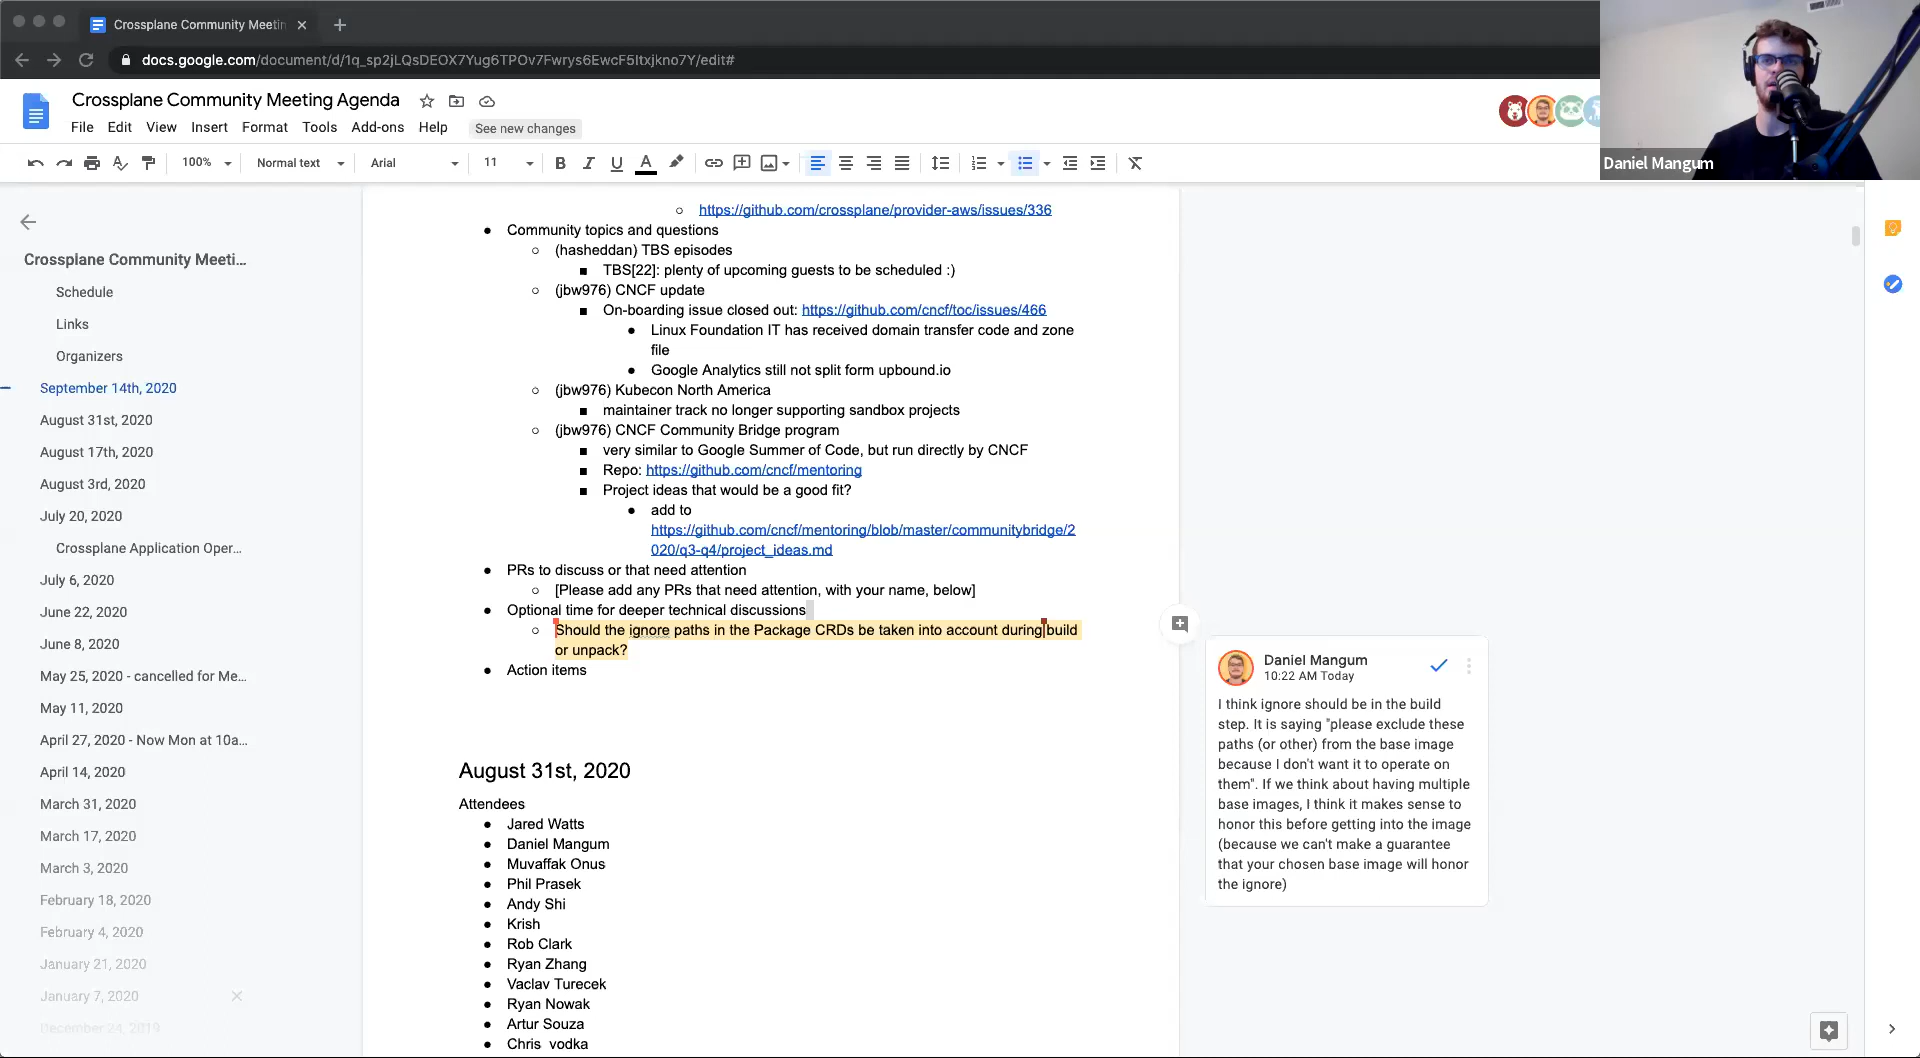 Crossplane Community Meetin
docs.google.com/document/d/1q_sp2jLQsDEOX7Yug6TPOv7Fwrys6EwcF5Itxjkno7Y/edit#
Daniel Mangum
Crossplane Community Meeting Agenda
File Edit View Insert Format Tools Add-ons Help See new changes
100% Normal text Arial 11 B I U A
Crossplane Community Meeti...
Schedule
Links
Organizers
September 14th, 2020
August 31st, 2020
August 17th, 2020
August 3rd, 2020
July 20, 2020
Crossplane Application Oper...
July 6, 2020
June 22, 2020
June 8, 2020
May 25, 2020 - cancelled for Me...
May 11, 2020
April 27, 2020 - Now Mon at 10a...
April 14, 2020
March 31, 2020
March 17, 2020
March 3, 2020
February 18, 2020
February 4, 2020
January 21, 2020
January 7, 2020
December 24, 2019
https://github.com/crossplane/provider-aws/issues/336
Community topics and questions
(hasheddan) TBS episodes
TBS[22]: plenty of upcoming guests to be scheduled :)
(jbw976) CNCF update
On-boarding issue closed out: https://github.com/cncf/toc/issues/466
Linux Foundation IT has received domain transfer code and zone
file
Google Analytics still not split form upbound.io
(jbw976) Kubecon North America
maintainer track no longer supporting sandbox projects
(jbw976) CNCF Community Bridge program
very similar to Google Summer of Code, but run directly by CNCF
Repo: https://github.com/cncf/mentoring
Project ideas that would be a good fit?
add to
https://github.com/cncf/mentoring/blob/master/communitybridge/2
020/q3-q4/project_ideas.md
PRs to discuss or that need attention
[Please add any PRs that need attention, with your name, below]
Optional time for deeper technical discussions
Should the ignore paths in the Package CRDs be taken into account during build
or unpack?
Action items
August 31st, 2020
Attendees
Jared Watts
Daniel Mangum
Muvaffak Onus
Phil Prasek
Andy Shi
Krish
Rob Clark
Ryan Zhang
Vaclav Turecek
Ryan Nowak
Artur Souza
Chris vodka
Daniel Mangum
10:22 AM Today
I think ignore should be in the build
step. It is saying "please exclude these
paths (or other) from the base image
because I don't want it to operate on
them". If we think about having multiple
base images, I think it makes sense to
honor this before getting into the image
(because we can't make a guarantee
that your chosen base image will honor
the ignore)